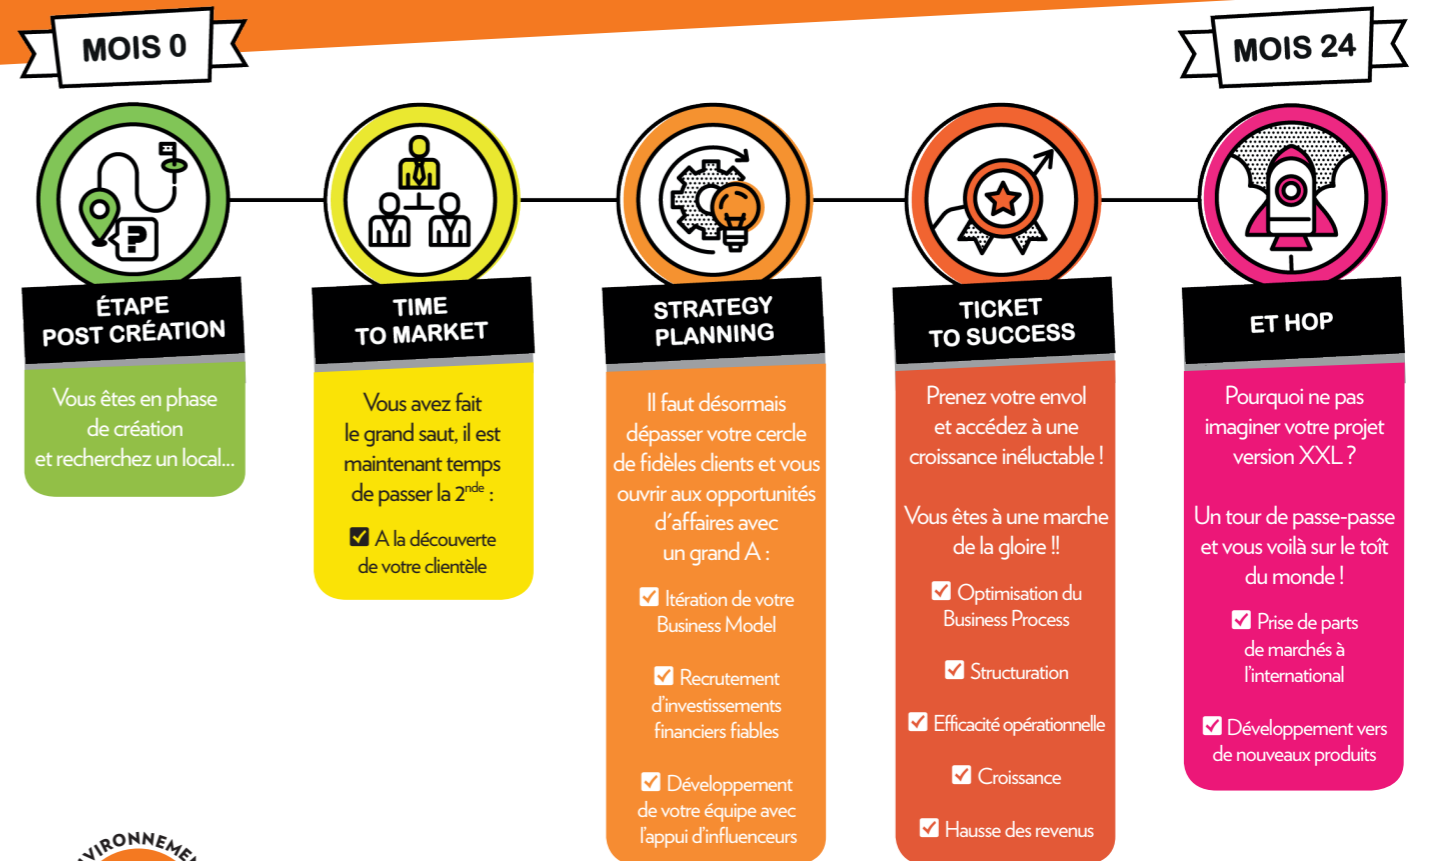 MOIS 0
MOIS 24
?
ÉTAPE
POST CRÉATION
Vous êtes en phase
de création
et recherchez un local...
TIME
TO MARKET
Vous avez fait
le grand saut, il est
maintenant temps
de passer la 2nde :
A la découverte
de votre clientèle
STRATEGY
PLANNING
Il faut désormais
dépasser votre cercle
de fidèles clients et vous
ouvrir aux opportunités
d'affaires avec
un grand A :
Itération de votre
Business Model
Recrutement
d'investissements
financiers fiables
Développement
de votre équipe avec
l'appui d'influenceurs
TICKET
TO SUCCESS
Prenez votre envol
et accédez à une
croissance inéluctable !
Vous êtes à une marche
de la gloire !!
Optimisation du
Business Process
Structuration
Efficacité opérationnelle
Croissance
Hausse des revenus
ET HOP
Pourquoi ne pas
imaginer votre projet
version XXL ?
Un tour de passe-passe
et vous voilà sur le toît
du monde !
Prise de parts
de marchés à
l'international
Développement vers
de nouveaux produits